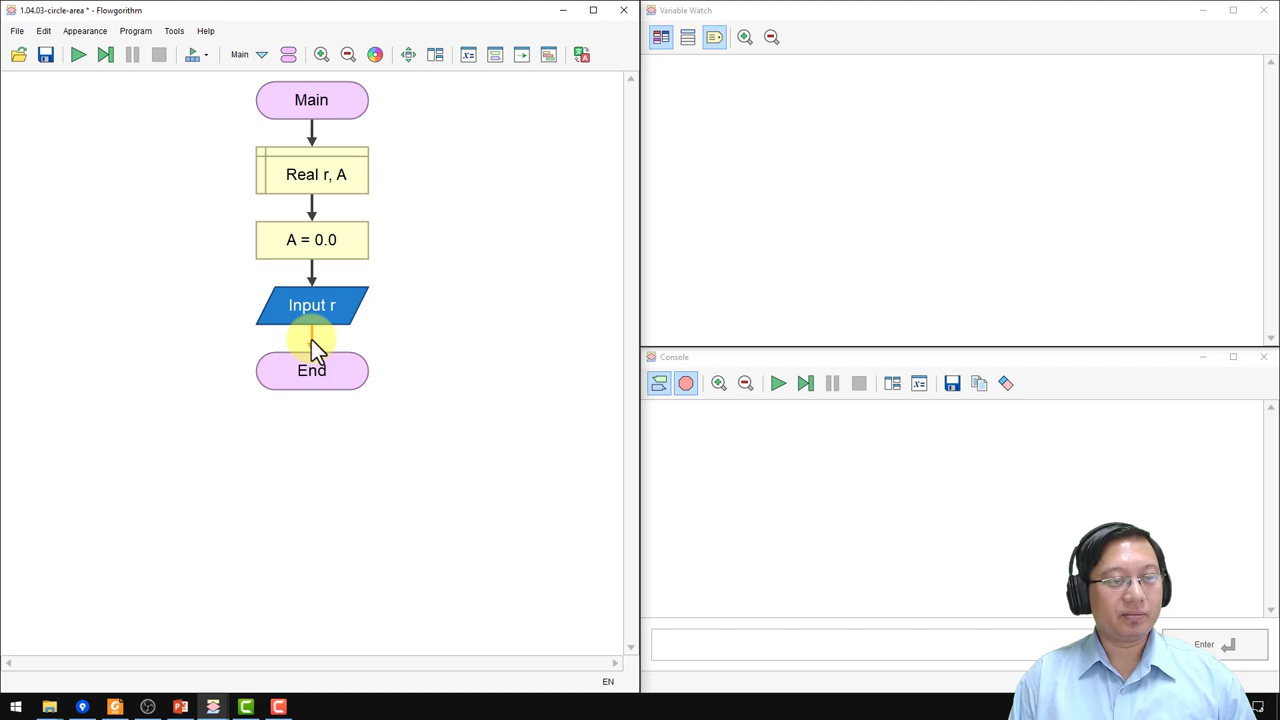 1.04.03-circle-area * - Flowgorithm
File Edit Appearance Program Tools Help
Main
Main
Real r, A
A = 0.0
Input r
End
EN
Variable Watch
Console
Enter